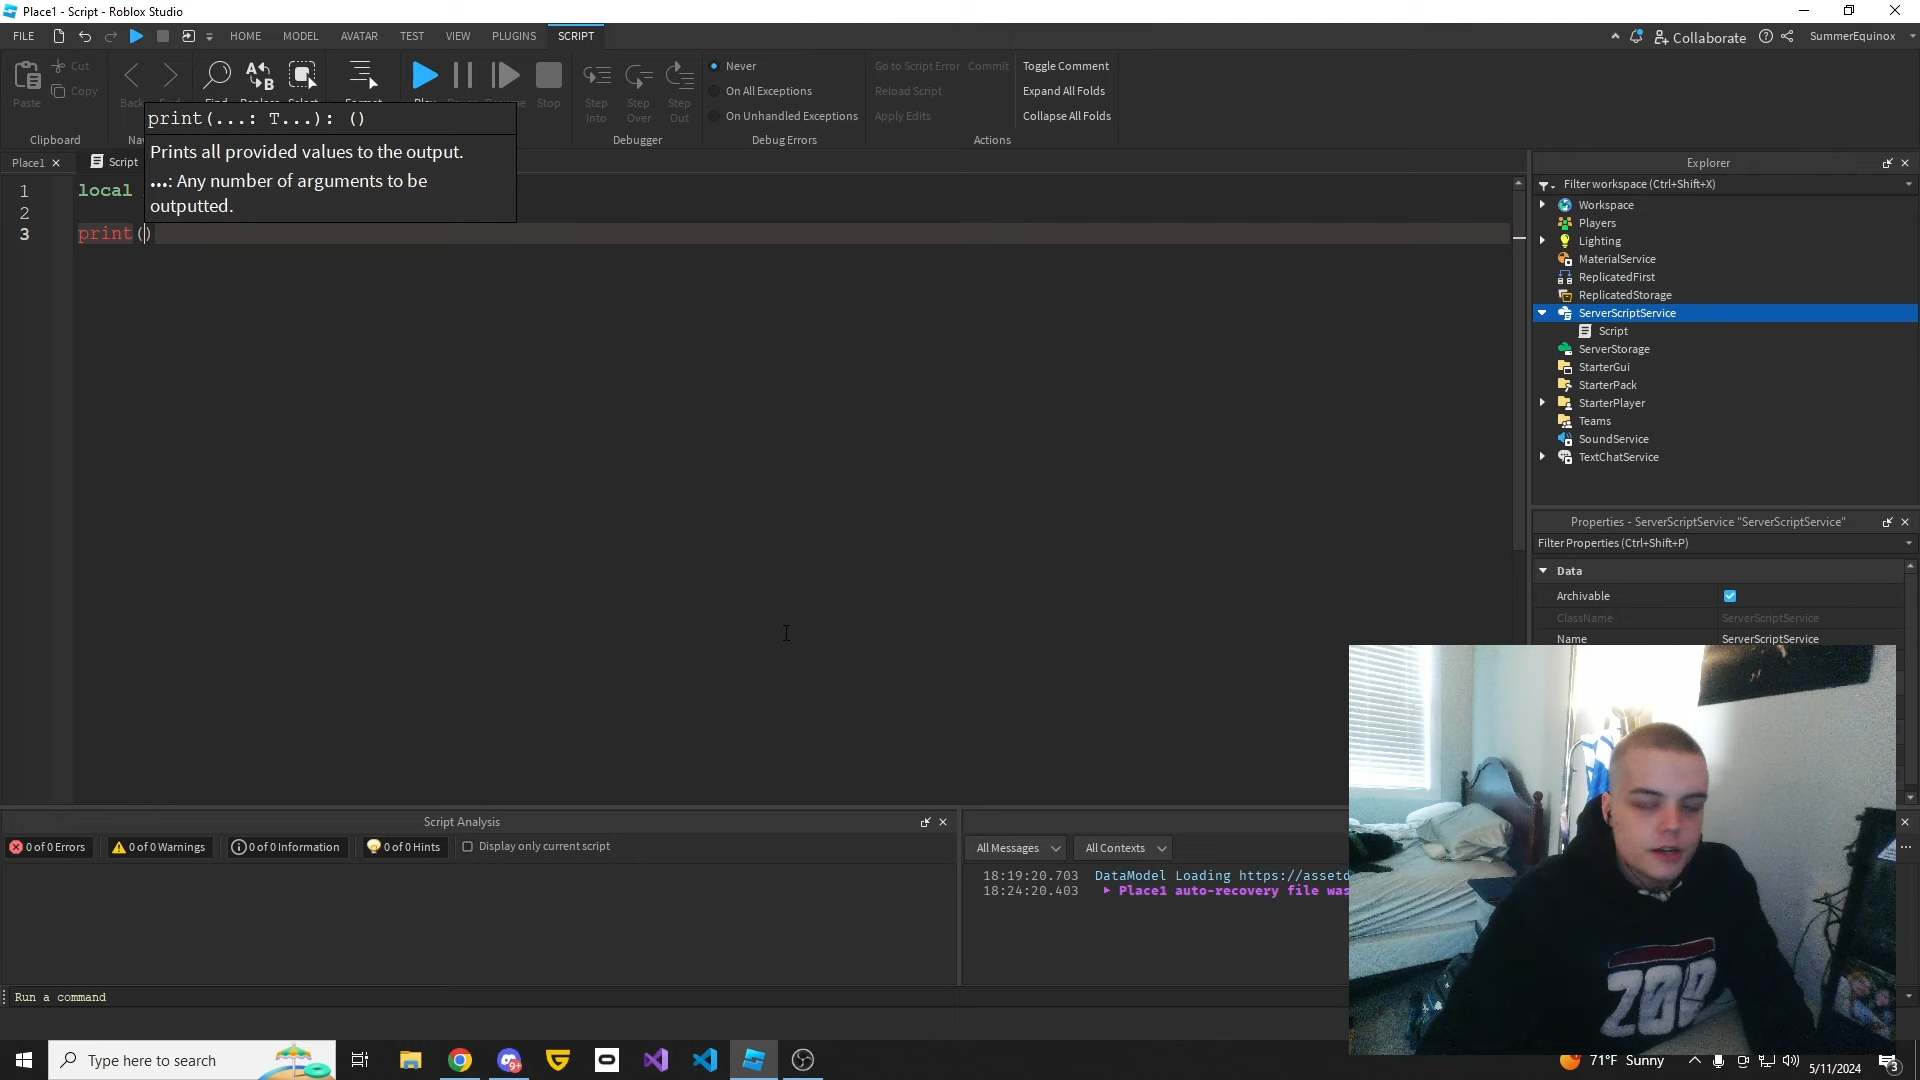 Place1 - Script - Roblox Studio
FILE HOME MODEL AVATAR TEST VIEW PLUGINS SCRIPT Collaborate SummerEquinox
Paste
Cut
Copy
Clipboard
Step Into
Step Over
Step Out
Debugger
Stop
Never
On All Exceptions
On Unhandled Exceptions
Debug Errors
Go to Script Error Commit
Reload Script
Apply Edits
Toggle Comment
Expand All Folds
Collapse All Folds
Actions
print(...: T...): ()
Prints all provided values to the output.
...: Any number of arguments to be
outputted.
Place1
Script
1 local
2
3 print()
Explorer
Filter workspace (Ctrl+Shift+X)
Workspace
Players
Lighting
MaterialService
ReplicatedFirst
ReplicatedStorage
ServerScriptService
Script
ServerStorage
StarterGui
StarterPack
StarterPlayer
Teams
SoundService
TextChatService
Properties - ServerScriptService "ServerScriptService"
Filter Properties (Ctrl+Shift+P)
Data
Archivable
ClassName ServerScriptService
Name ServerScriptService
Script Analysis
0 of 0 Errors 0 of 0 Warnings 0 of 0 Information 0 of 0 Hints Display only current script
All Messages All Contexts
18:19:20.703 DataModel Loading https://assetd
18:24:20.403 Place1 auto-recovery file was
Run a command
Type here to search
71°F Sunny
5/11/2024
3